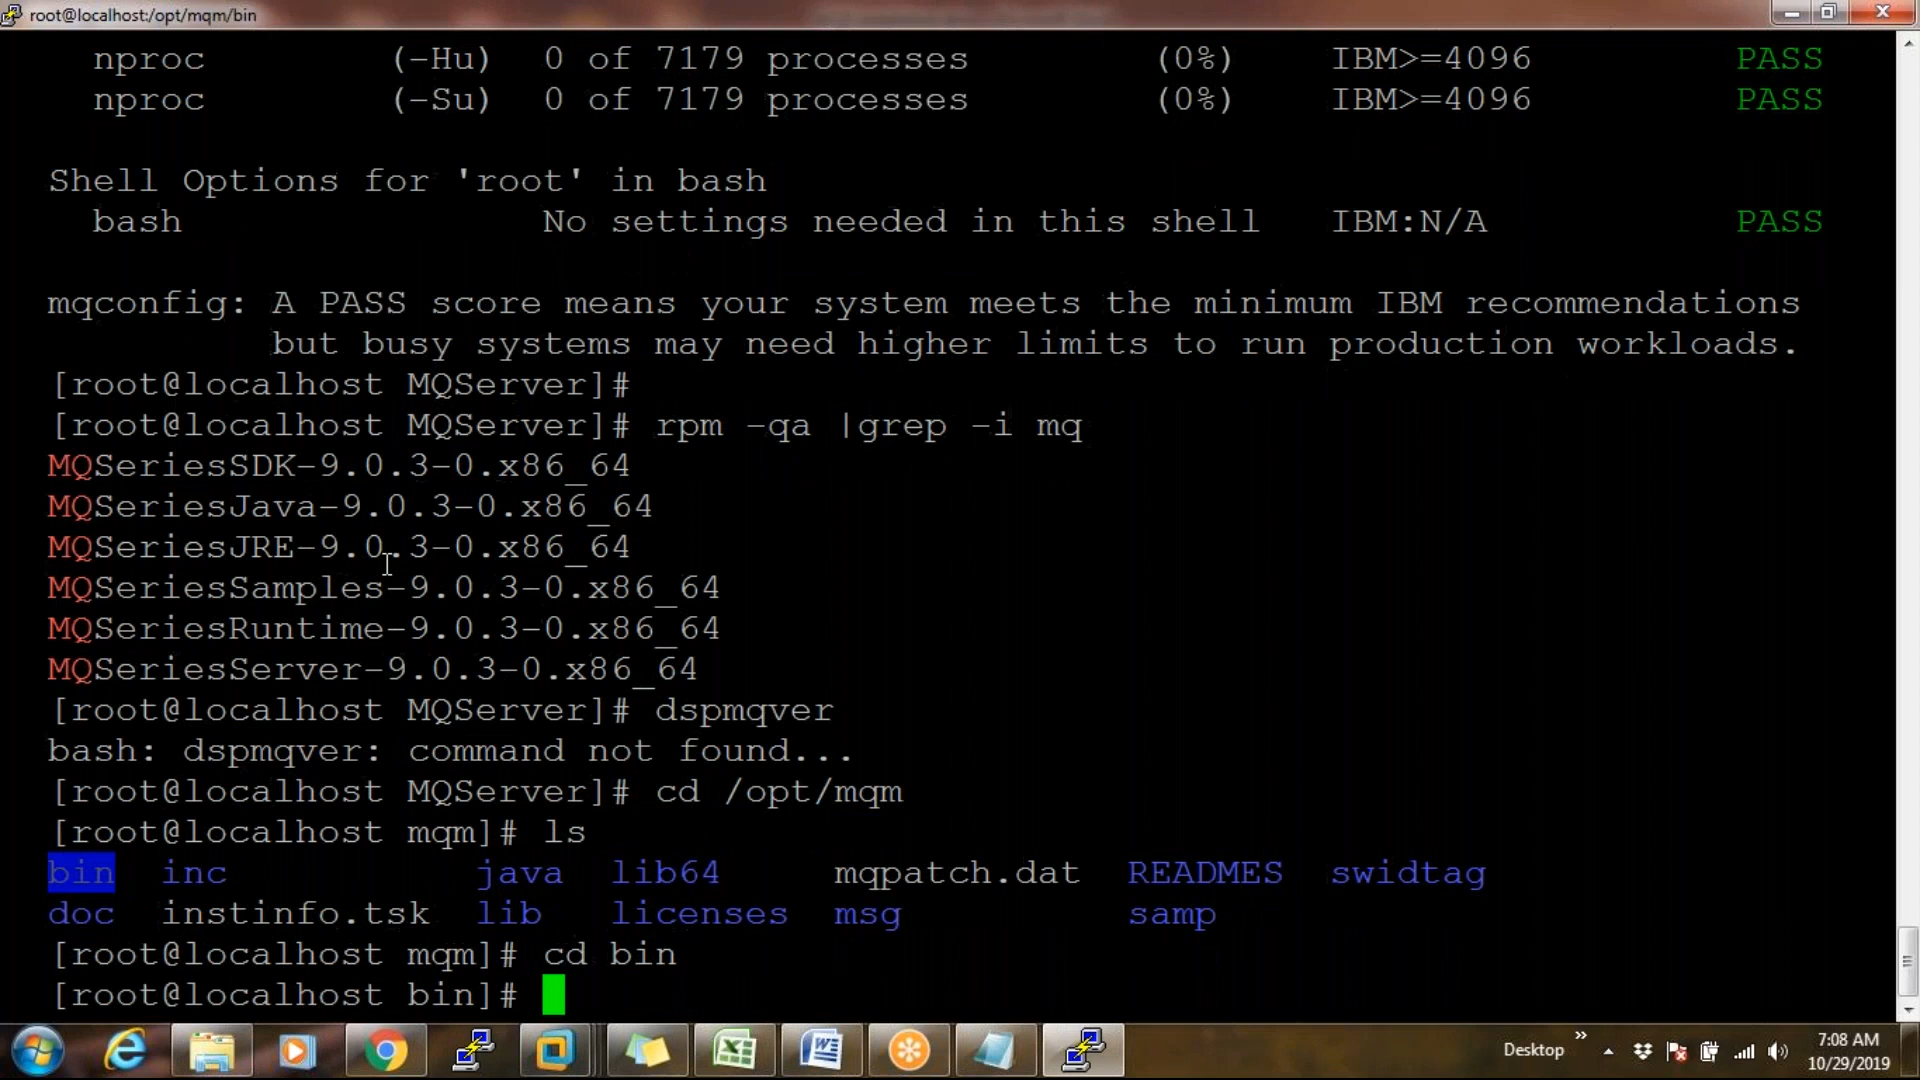 root@localhost:/opt/mqm/bin
nproc (-Hu) 0 of 7179 processes (0%) IBM>=4096 PASS
nproc (-Su) 0 of 7179 processes (0%) IBM>=4096 PASS
Shell Options for 'root' in bash
bash No settings needed in this shell IBM:N/A PASS
mqconfig: A PASS score means your system meets the minimum IBM recommendations
but busy systems may need higher limits to run production workloads.
[root@localhost MQServer]#
[root@localhost MQServer]# rpm -qa |grep -i mq
MQSeriesSDK-9.0.3-0.x86_64
MQSeriesJava-9.0.3-0.x86_64
MQSeriesJRE-9.0.3-0.x86_64
MQSeriesSamples-9.0.3-0.x86_64
MQSeriesRuntime-9.0.3-0.x86_64
MQSeriesServer-9.0.3-0.x86_64
[root@localhost MQServer]# dspmqver
bash: dspmqver: command not found...
[root@localhost MQServer]# cd /opt/mqm
[root@localhost mqm]# ls
bin inc java lib64 mqpatch.dat READMES swidtag
doc instinfo.tsk lib licenses msg samp
[root@localhost mqm]# cd bin
[root@localhost bin]#
Desktop
7:08 AM
10/29/2019